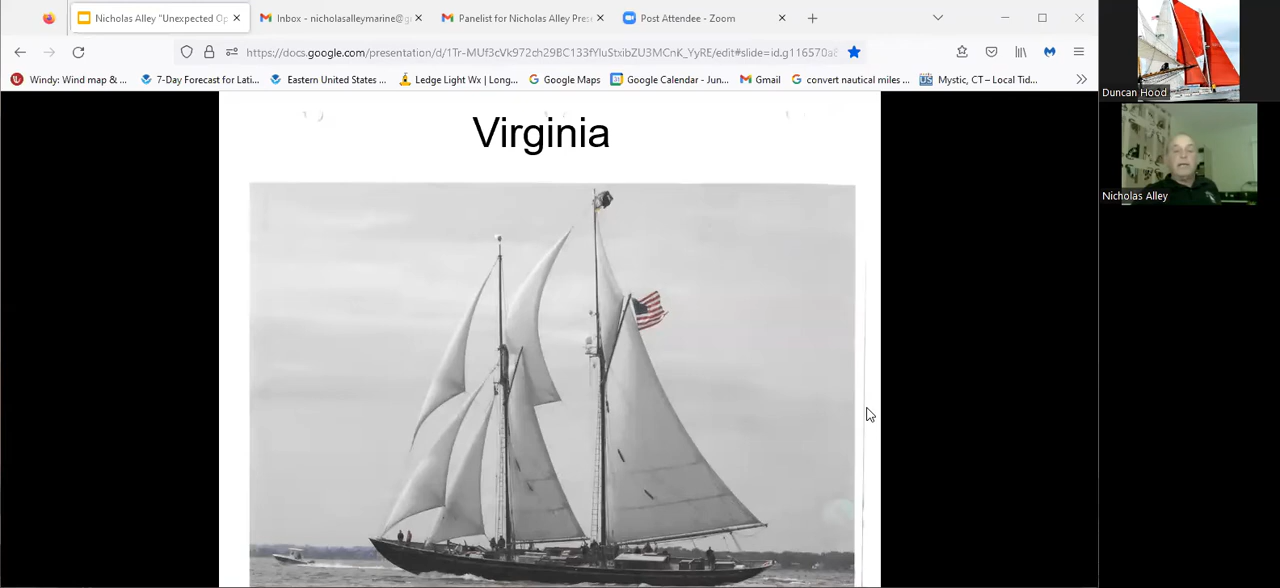 Nicholas Alley "Unexpected Op
Inbox - nicholasalleymarine@g
Panelist for Nicholas Alley Pres
Post Attendee - Zoom
https://docs.google.com/presentation/d/1Tr-MUf3cVk972ch29BC133fYluStxibZU3MCnK_YyRE/edit#slide=id.g116570a8
Windy: Wind map & ...
7-Day Forecast for Lati...
Eastern United States ...
Ledge Light Wx | Long...
Google Maps
Google Calendar - Jun...
Gmail
convert nautical miles ...
Mystic, CT – Local Tid...
Duncan Hood
Nicholas Alley
Virginia